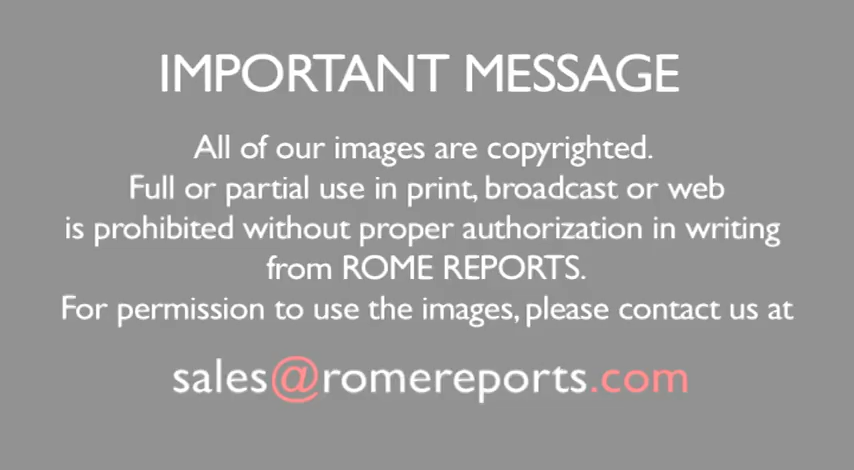 IMPORTANT MESSAGE
All of our images are copyrighted.
Full or partial use in print, broadcast or web
is prohibited without proper authorization in writing
from ROME REPORTS.
For permission to use the images, please contact us at
sales@romereports.com